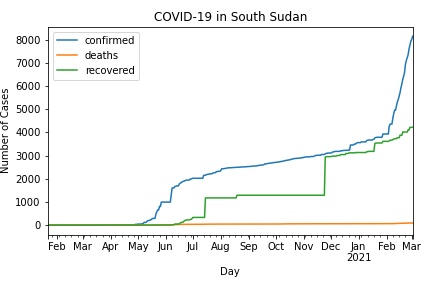 COVID-19 in South Sudan
confirmed
deaths
recovered
Number of Cases
8000
7000
6000
5000
4000
3000
2000
1000
0
Feb Mar Apr May Jun Jul Aug Sep Oct Nov Dec Jan Feb Mar
2021
Day